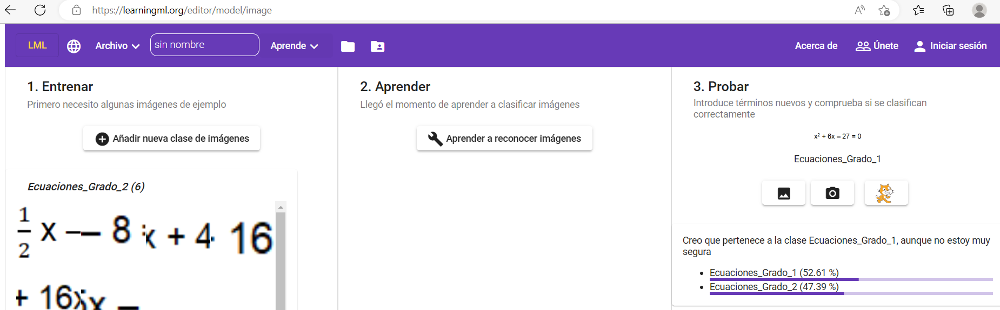 https://learningml.org/editor/model/image
LML Archivo sin nombre Aprende Acerca de Únete Iniciar sesión
1. Entrenar
Primero necesito algunas imágenes de ejemplo
Añadir nueva clase de imágenes
Ecuaciones_Grado_2 (6)
1/2 x – – 8 x + 4 16
+ 16x x –
2. Aprender
Llegó el momento de aprender a clasificar imágenes
Aprender a reconocer imágenes
3. Probar
Introduce términos nuevos y comprueba si se clasifican
correctamente
x² + 6x – 27 = 0
Ecuaciones_Grado_1
Creo que pertenece a la clase Ecuaciones_Grado_1, aunque no estoy muy
segura
Ecuaciones_Grado_1 (52.61 %)
Ecuaciones_Grado_2 (47.39 %)